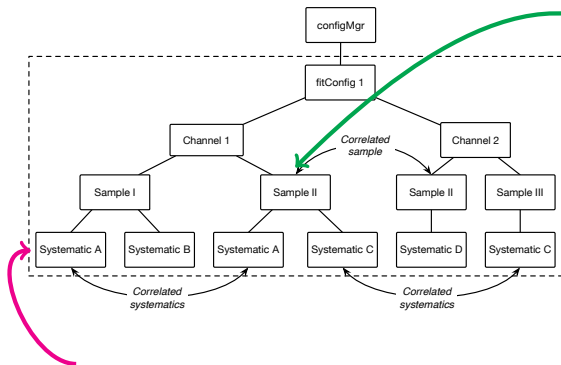 configMgr
fitConfig 1
Channel 1
Correlated
sample
Channel 2
Sample I
Sample II
Sample II
Sample III
Systematic A
Systematic B
Systematic A
Systematic C
Systematic D
Systematic C
Correlated
systematics
Correlated
systematics